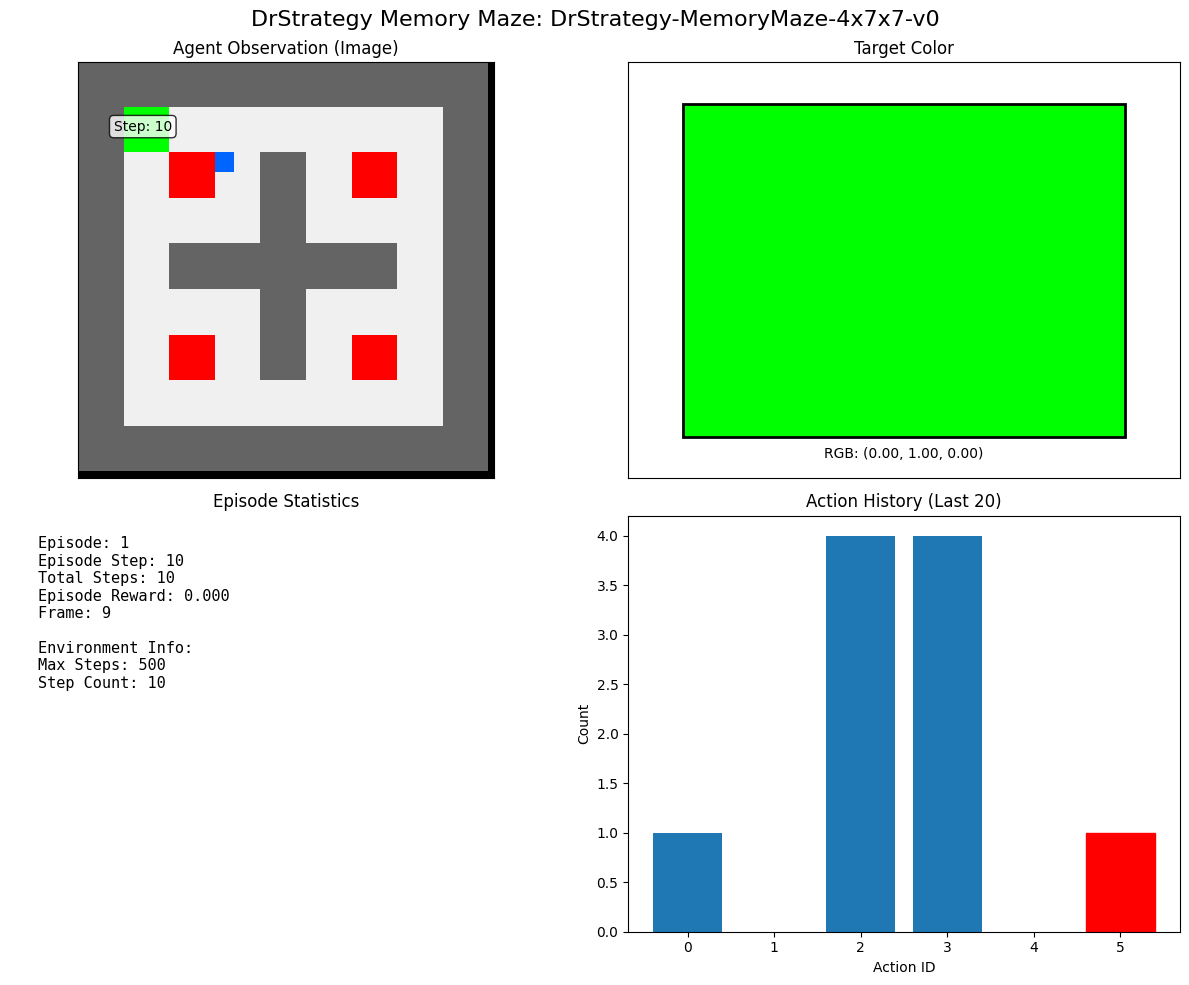 DrStrategy Memory Maze: DrStrategy-MemoryMaze-4x7x7-v0
Agent Observation (Image)
Step: 10
Target Color
RGB: (0.00, 1.00, 0.00)
Episode Statistics
Episode: 1
Episode Step: 10
Total Steps: 10
Episode Reward: 0.000
Frame: 9
Environment Info:
Max Steps: 500
Step Count: 10
Action History (Last 20)
Count
4.0
3.5
3.0
2.5
2.0
1.5
1.0
0.5
0.0
0 1 2 3 4 5
Action ID